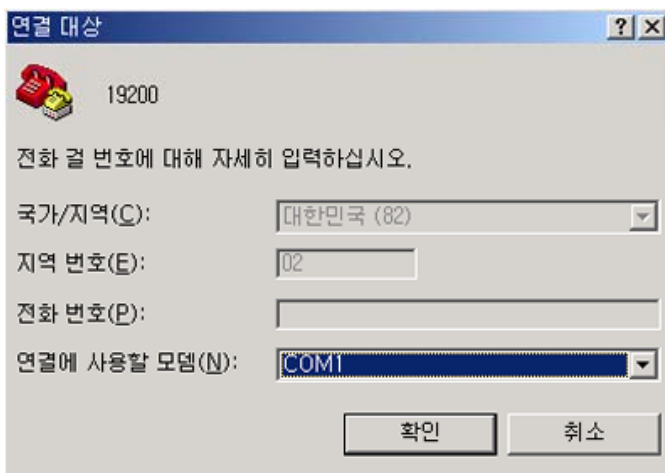 연결 대상
19200
전화 걸 번호에 대해 자세히 입력하십시오.
국가/지역(C): 대한민국 (82)
지역 번호(E): 02
전화 번호(P):
연결에 사용할 모뎀(N): COM1
확인 취소